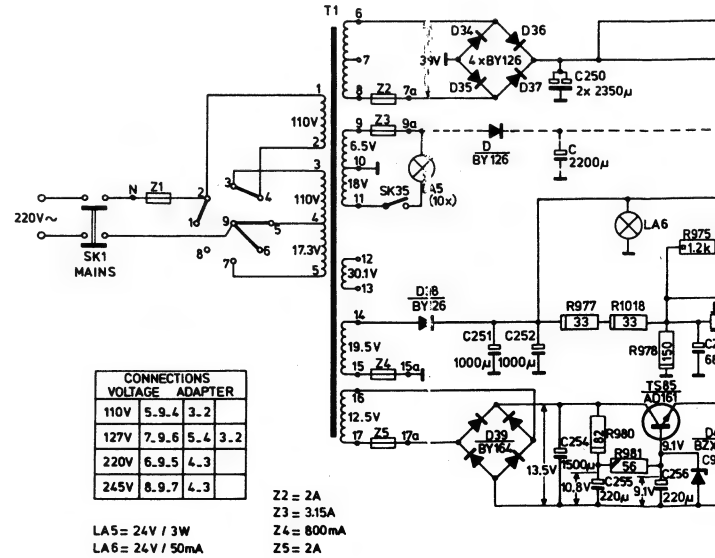 T1
6
7
8
Z2
7a
D34
D36
4xBY126
D35
D37
C250
2x 2350µ
9
Z3
9a
6.5V
10
18V
11
SK35
(10x)
D
BY126
C
2200µ
1
110V
2
3
110V
4
17.3V
5
220V~
SK1
MAINS
N
Z1
2
1
3
4
9
5
6
8
7
12
30.1V
13
14
19.5V
15
Z4
15a
16
12.5V
17
Z5
17a
C251
1000µ
C252
1000µ
LA6
R975
1.2k
R977
33
R1018
33
R978
150
TS85
AD161
9.1V
D39
BY164
13.5V
C254
1500µ
R980
82
R981
56
10.8V
C255
220µ
9.1V
C256
220µ
CONNECTIONS
VOLTAGE ADAPTER
110V 5-9-4 3-2
127V 7-9-6 5-4 3-2
220V 6-9-5 4-3
245V 8-9-7 4-3
LA5= 24V / 3W
LA6= 24V / 50mA
Z2 = 2A
Z3 = 3.15A
Z4 = 800mA
Z5 = 2A